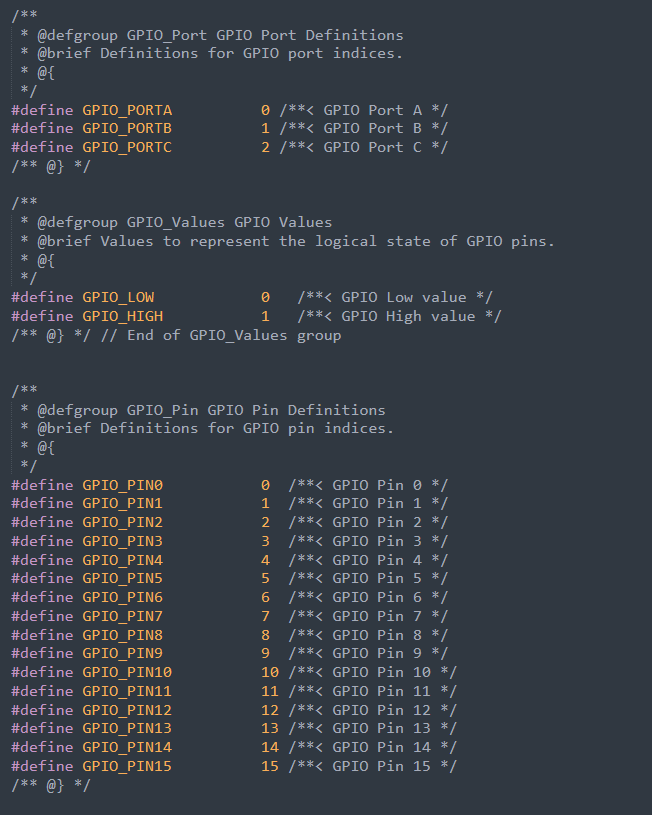 /**
 * @defgroup GPIO_Port GPIO Port Definitions
 * @brief Definitions for GPIO port indices.
 * @{
 */
#define GPIO_PORTA          0 /**< GPIO Port A */
#define GPIO_PORTB          1 /**< GPIO Port B */
#define GPIO_PORTC          2 /**< GPIO Port C */
/** @} */

/**
 * @defgroup GPIO_Values GPIO Values
 * @brief Values to represent the logical state of GPIO pins.
 * @{
 */
#define GPIO_LOW            0   /**< GPIO Low value */
#define GPIO_HIGH           1   /**< GPIO High value */
/** @} */ // End of GPIO_Values group


/**
 * @defgroup GPIO_Pin GPIO Pin Definitions
 * @brief Definitions for GPIO pin indices.
 * @{
 */
#define GPIO_PIN0           0  /**< GPIO Pin 0 */
#define GPIO_PIN1           1  /**< GPIO Pin 1 */
#define GPIO_PIN2           2  /**< GPIO Pin 2 */
#define GPIO_PIN3           3  /**< GPIO Pin 3 */
#define GPIO_PIN4           4  /**< GPIO Pin 4 */
#define GPIO_PIN5           5  /**< GPIO Pin 5 */
#define GPIO_PIN6           6  /**< GPIO Pin 6 */
#define GPIO_PIN7           7  /**< GPIO Pin 7 */
#define GPIO_PIN8           8  /**< GPIO Pin 8 */
#define GPIO_PIN9           9  /**< GPIO Pin 9 */
#define GPIO_PIN10          10 /**< GPIO Pin 10 */
#define GPIO_PIN11          11 /**< GPIO Pin 11 */
#define GPIO_PIN12          12 /**< GPIO Pin 12 */
#define GPIO_PIN13          13 /**< GPIO Pin 13 */
#define GPIO_PIN14          14 /**< GPIO Pin 14 */
#define GPIO_PIN15          15 /**< GPIO Pin 15 */
/** @} */